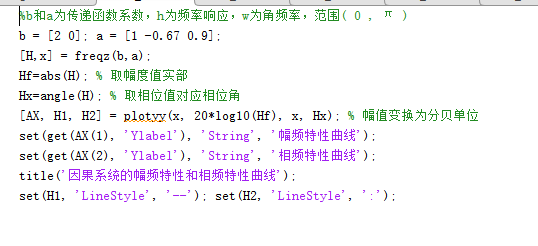 %b和a为传递函数系数，h为频率响应，w为角频率，范围( 0 , π )
b = [2 0]; a = [1 -0.67 0.9];
[H,x] = freqz(b,a);
Hf=abs(H); % 取幅度值实部
Hx=angle(H); % 取相位值对应相位角
[AX, H1, H2] = plotyy(x, 20*log10(Hf), x, Hx); % 幅值变换为分贝单位
set(get(AX(1), 'Ylabel'), 'String', '幅频特性曲线');
set(get(AX(2), 'Ylabel'), 'String', '相频特性曲线');
title('因果系统的幅频特性和相频特性曲线');
set(H1, 'LineStyle', '--'); set(H2, 'LineStyle', ':');